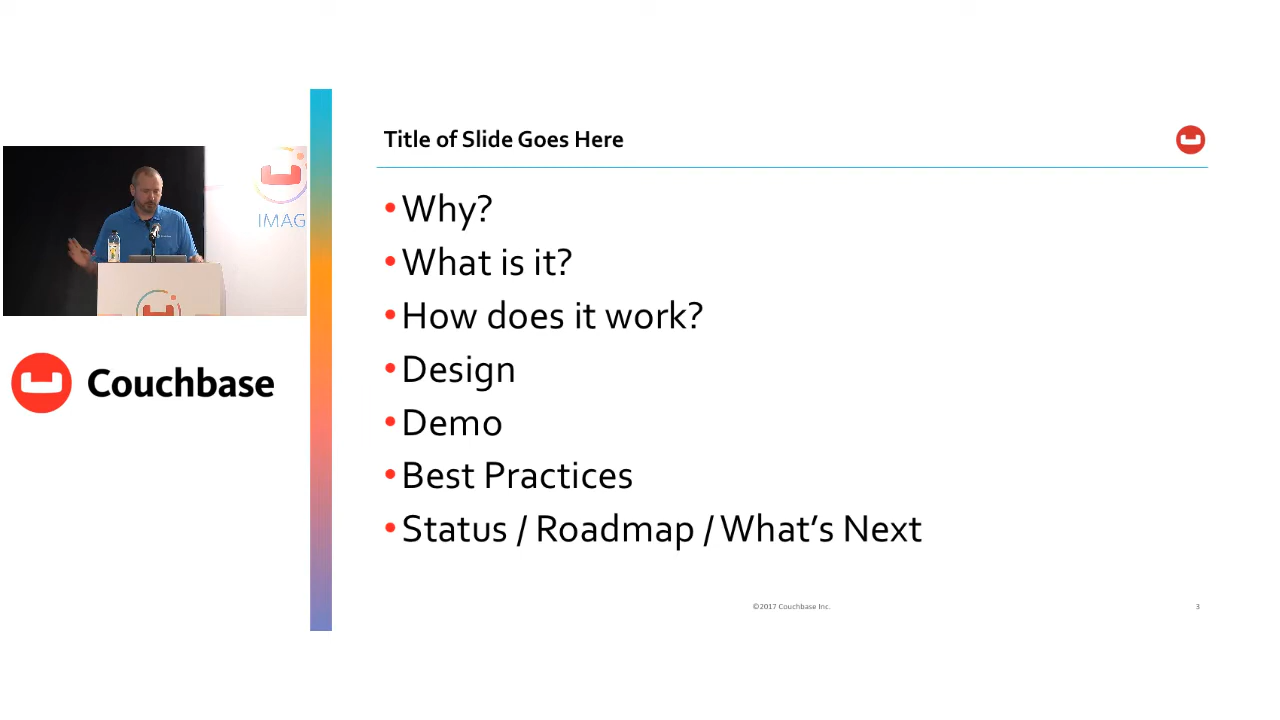 Title of Slide Goes Here
•Why?
•What is it?
•How does it work?
•Design
•Demo
•Best Practices
•Status / Roadmap / What’s Next
IMAG
Couchbase
©2017 Couchbase Inc.
3